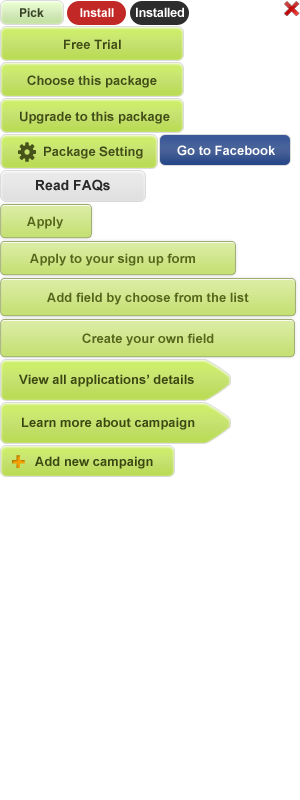 Pick Install Installed
Free Trial
Choose this package
Upgrade to this package
Package Setting Go to Facebook
Read FAQs
Apply
Apply to your sign up form
Add field by choose from the list
Create your own field
View all applications’ details
Learn more about campaign
Add new campaign